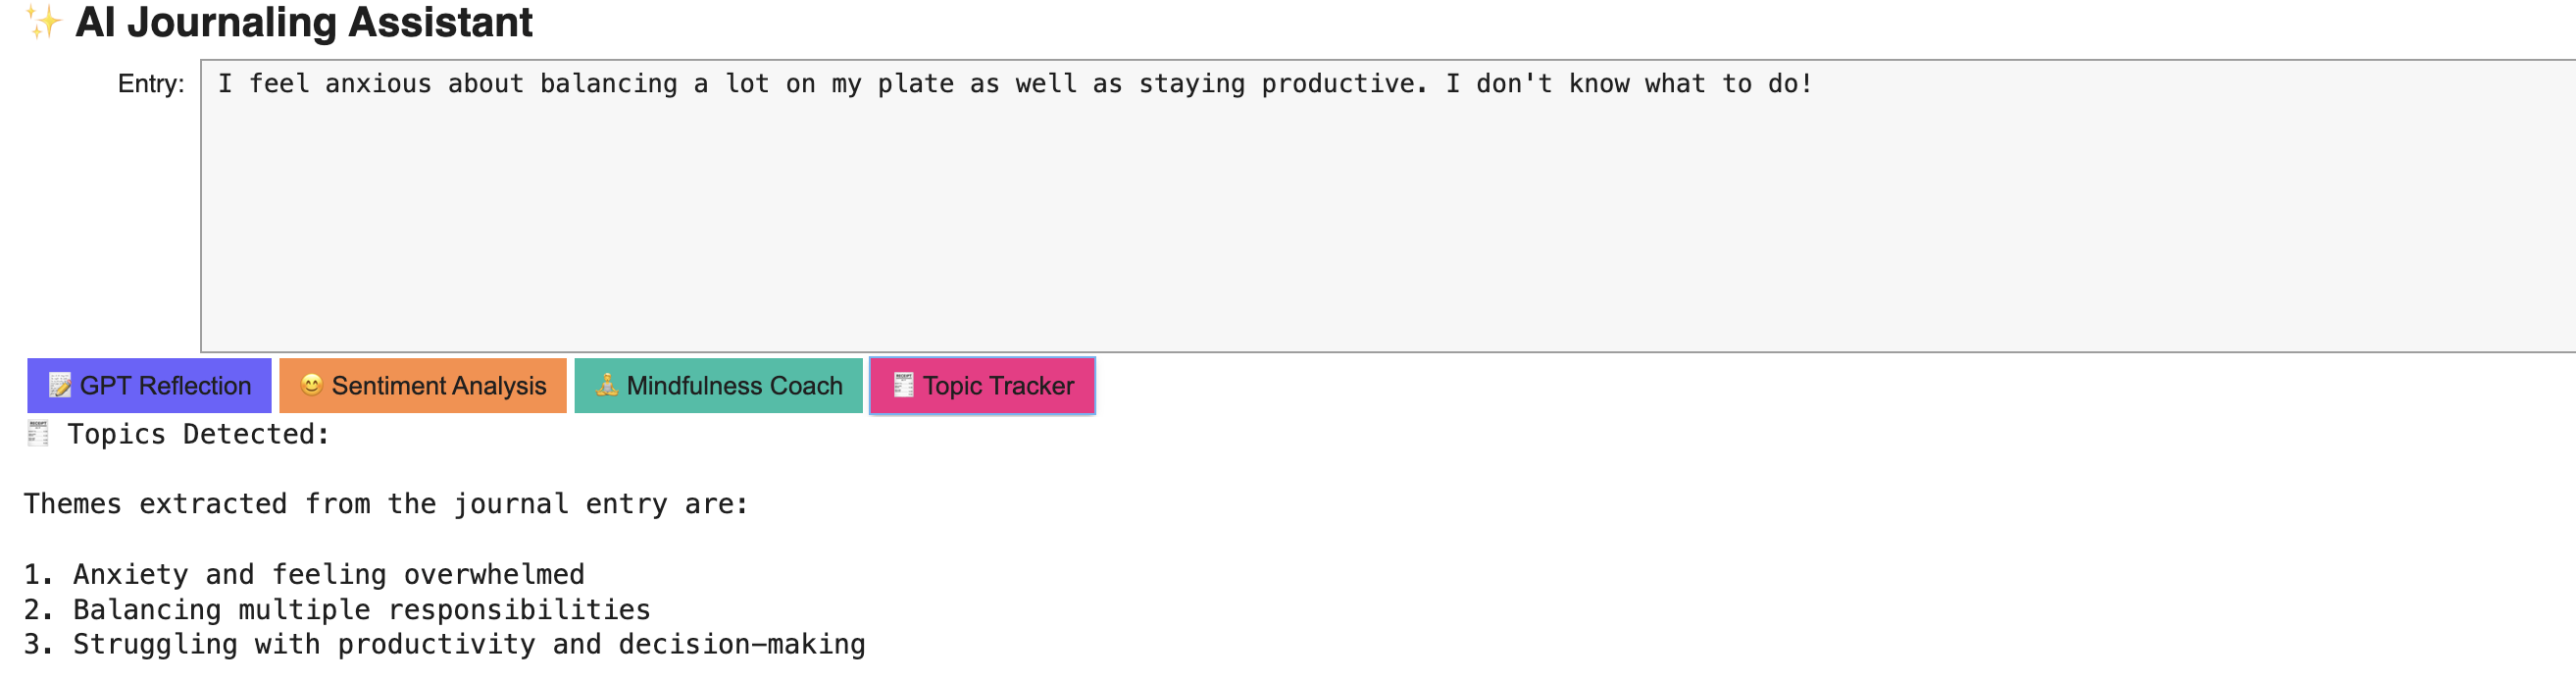 ✨ AI Journaling Assistant
Entry: I feel anxious about balancing a lot on my plate as well as staying productive. I don't know what to do!
📝 GPT Reflection 😊 Sentiment Analysis 🧘 Mindfulness Coach 🧾 Topic Tracker
🧾 Topics Detected:
Themes extracted from the journal entry are:
1. Anxiety and feeling overwhelmed
2. Balancing multiple responsibilities
3. Struggling with productivity and decision-making